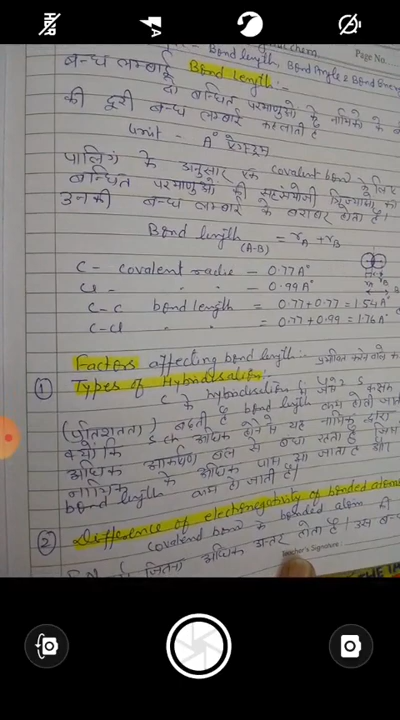 Bond length, Bond Angle & Bond Energy
Page No.
बन्ध लम्बाई Bond Length:-
दो बन्धित परमाणुओं के नाभिकों के
की दूरी बन्ध लम्बाई कहलाती है
Unit - A°
पालिंग के अनुसार एक covalent bond के लिए
बन्धित परमाणुओं की सहसंयोजी त्रिज्याओं का
उनकी बन्ध लम्बाई के बराबर होता है।
Bond length (A-B) = rA + rB
C - covalent radii - 0.77A°
Cl - " " - 0.99A°
C-C bond length = 0.77+0.77 = 1.54A°
C-Cl " " = 0.77+0.99 = 1.76A°
Factors affecting bond length:-
① Types of Hybridisation:-
C के hybridisation में जैसे जैसे S
(प्रतिशतता) बढ़ती है bond length कम होती
क्योंकि S ch अधिक होने से यह नाभिक द्वारा
अधिक आकर्षण बल से बंधा रहता है
नाभिक के अधिक पास आ जाता है और
bond length कम हो जाती है।
② Difference of electronegativity of bonded atoms
covalent bond के bonded atom की
जितना अधिक अन्तर होता है। उस
Teacher's Signature